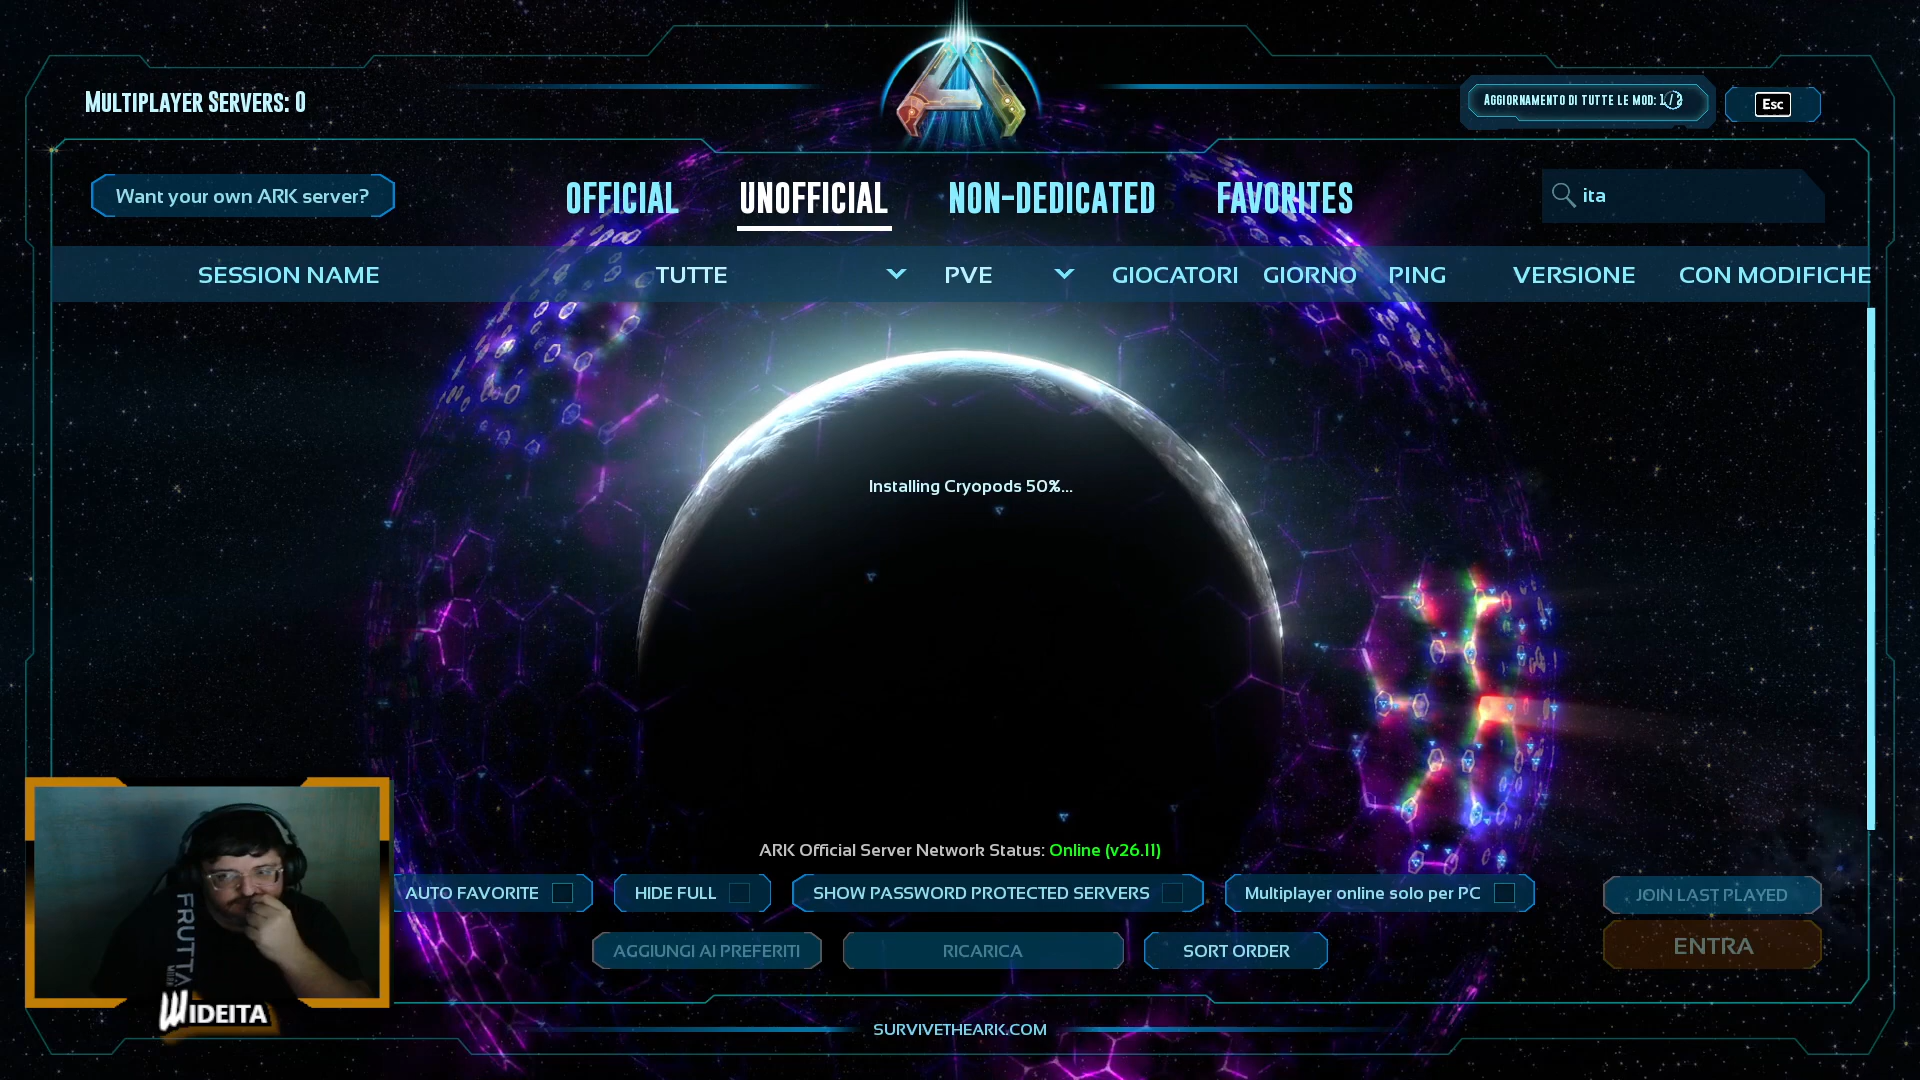 MULTIPLAYER SERVERS: 0
AGGIORNAMENTO DI TUTTE LE MOD: 1 / 2
Esc
Want your own ARK server?
OFFICIAL
UNOFFICIAL
NON-DEDICATED
FAVORITES
ita
SESSION NAME
TUTTE
PVE
GIOCATORI
GIORNO
PING
VERSIONE
CON MODIFICHE
Installing Cryopods 50%...
ARK Official Server Network Status: Online (v26.11)
AUTO FAVORITE
HIDE FULL
SHOW PASSWORD PROTECTED SERVERS
Multiplayer online solo per PC
JOIN LAST PLAYED
AGGIUNGI AI PREFERITI
RICARICA
SORT ORDER
ENTRA
FRUTTA
WIDEITA
SURVIVETHEARK.COM